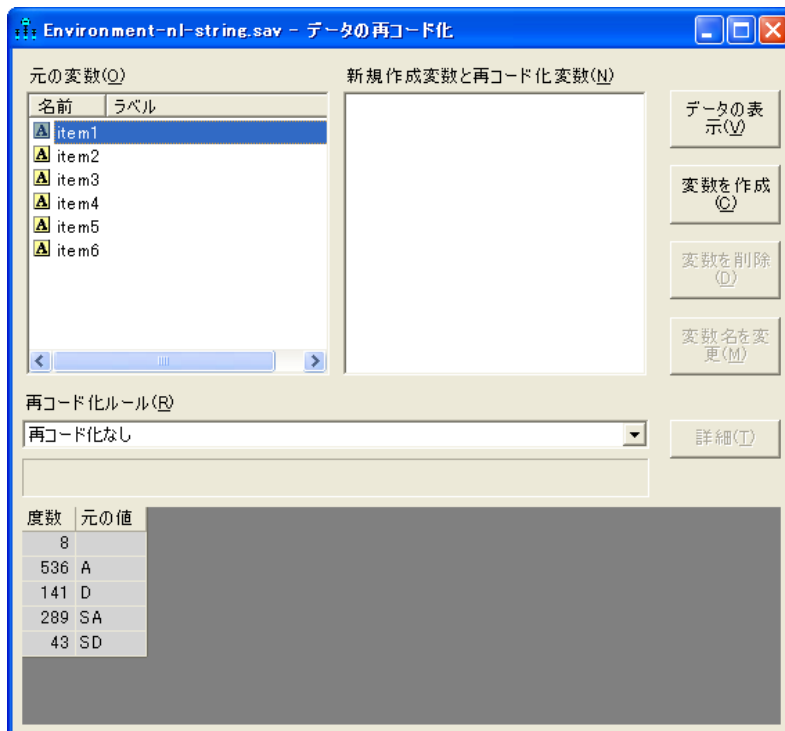 Environment-nl-string.sav - データの再コード化
元の変数(O)
新規作成変数と再コード化変数(N)
名前 ラベル
item1
item2
item3
item4
item5
item6
データの表
示(V)
変数を作成
(C)
変数を削除
(D)
変数名を変
更(M)
再コード化ルール(R)
再コード化なし
詳細(T)
度数 元の値
8
536 A
141 D
289 SA
43 SD